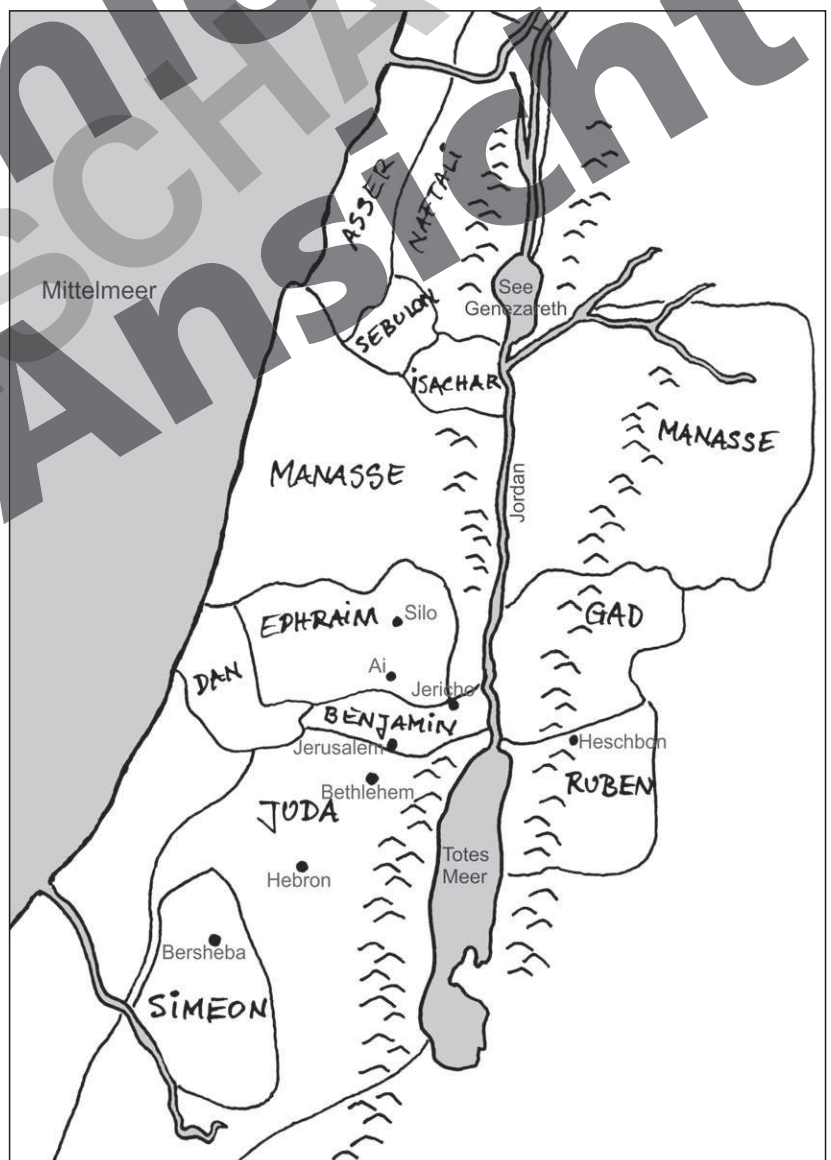 Ansicht
ASSER
NAFTALI
Mittelmeer
See
Genezareth
SEBULON
ISACHAR
MANASSE
MANASSE
Jordan
EPHRAIM
Silo
GAD
DAN
Ai
Jericho
BENJAMIN
Jerusalem
Heschbon
Bethlehem
RUBEN
JUDA
Totes
Meer
Hebron
Bersheba
SIMEON